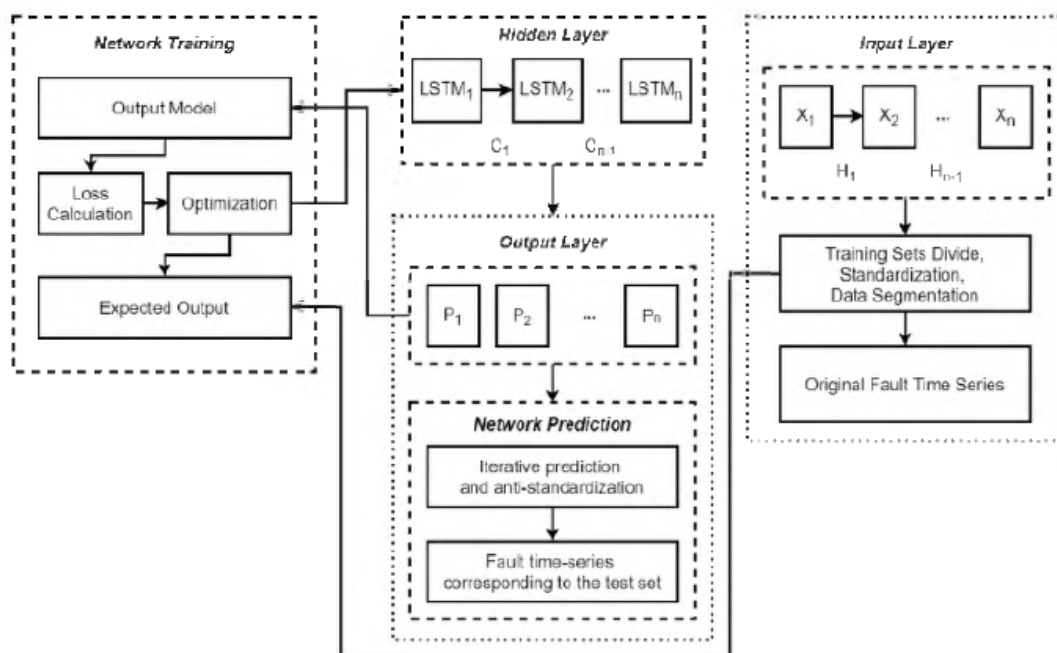 Network Training
Output Model
Loss
Calculation
Optimization
Expected Output
Hidden Layer
LSTM1
LSTM2
...
LSTMn
C1
Cn-1
Output Layer
P1
P2
...
Pn
Network Prediction
Iterative prediction
and anti-standardization
Fault time-series
corresponding to the test set
Input Layer
X1
X2
...
Xn
H1
Hn-1
Training Sets Divide,
Standardization,
Data Segmentation
Original Fault Time Series